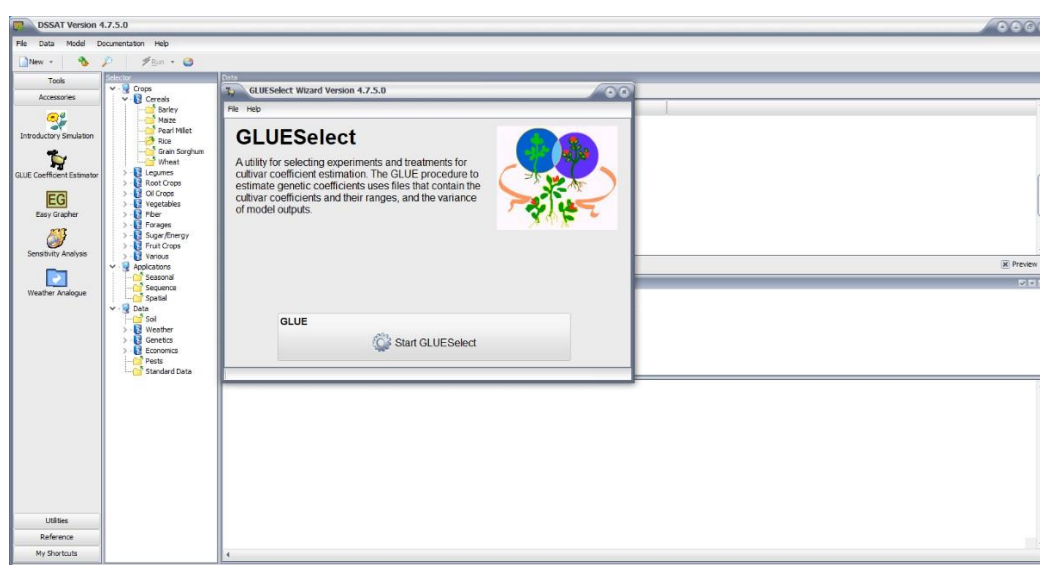 DSSAT Version 4.7.5.0
File Data Model Documentation Help
New Run
Tools
Accessories
Introductory Simulation
GLUE Coefficient Estimator
EG
Easy Grapher
Sensitivity Analysis
Weather Analogue
Utilities
Reference
My Shortcuts
Selector
Crops
Cereals
Barley
Maize
Pearl Millet
Rice
Grain Sorghum
Wheat
Legumes
Root Crops
Oil Crops
Vegetables
Fiber
Forages
Sugar/Energy
Fruit Crops
Various
Applications
Seasonal
Sequence
Spatial
Data
Soil
Weather
Genetics
Economics
Pests
Standard Data
Data
GLUESelect Wizard Version 4.7.5.0
File Help
GLUESelect
A utility for selecting experiments and treatments for
cultivar coefficient estimation. The GLUE procedure to
estimate genetic coefficients uses files that contain the
cultivar coefficients and their ranges, and the variance
of model outputs.
GLUE
Start GLUESelect
Preview